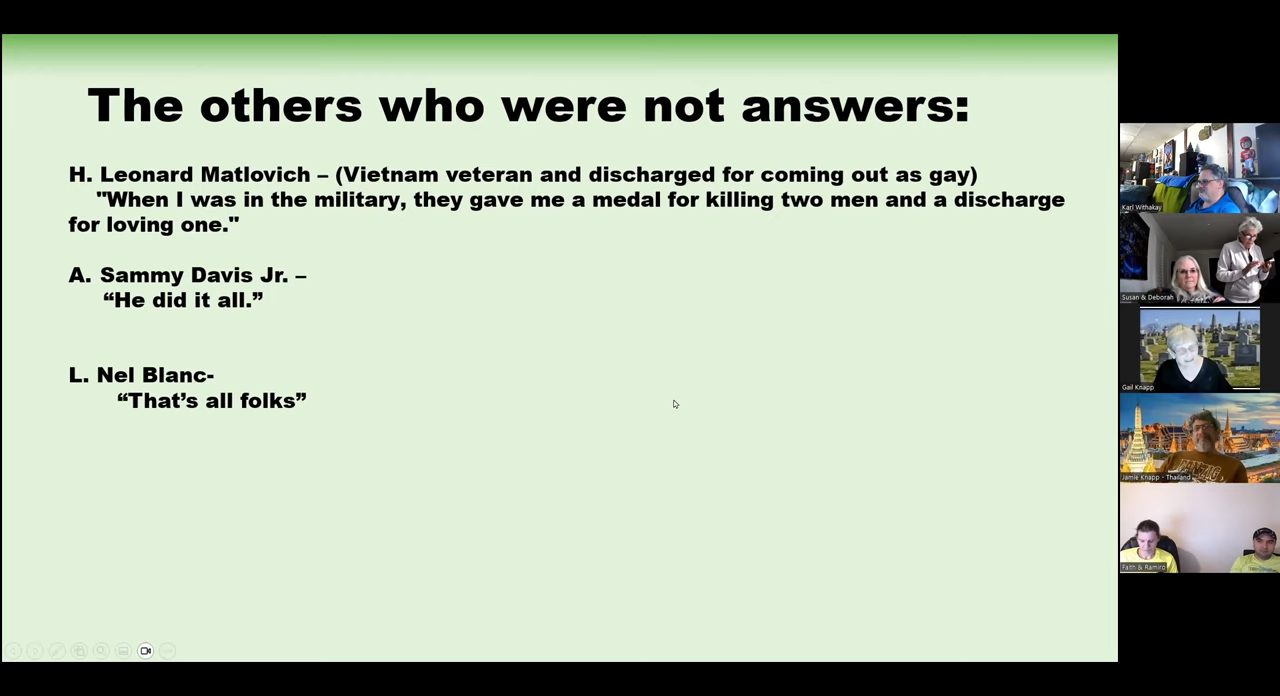 The others who were not answers:
H. Leonard Matlovich – (Vietnam veteran and discharged for coming out as gay)
"When I was in the military, they gave me a medal for killing two men and a discharge
for loving one."
A. Sammy Davis Jr. –
“He did it all.”
L. Nel Blanc-
“That’s all folks”
Karl Withakay
Susan & Deborah
Gail Knapp
DANZIG
Jamie Knapp - Thailand
Faith & Ramiro